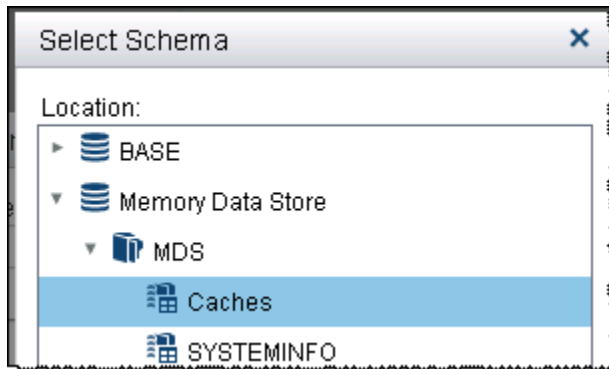 Select Schema
Location:
BASE
Memory Data Store
MDS
Caches
SYSTEMINFO